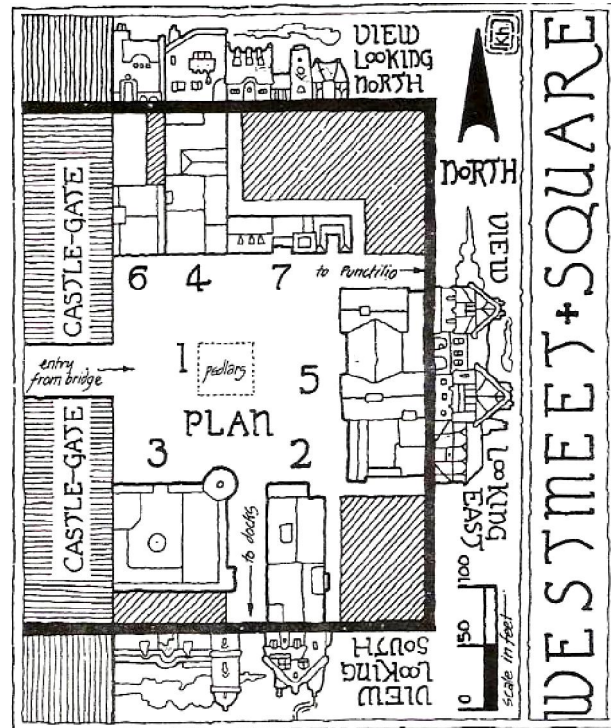 VIEW
LOOKING
NORTH
Kh
NORTH
WESTMEET SQUARE
CASTLE-GATE
6
4
7
to Punctilio
VIEW
LOOKING
EAST
entry
from bridge
1
pedlars
5
PLAN
3
2
CASTLE-GATE
to docks
100
50
0
scale in feet
VIEW
LOOKING
SOUTH